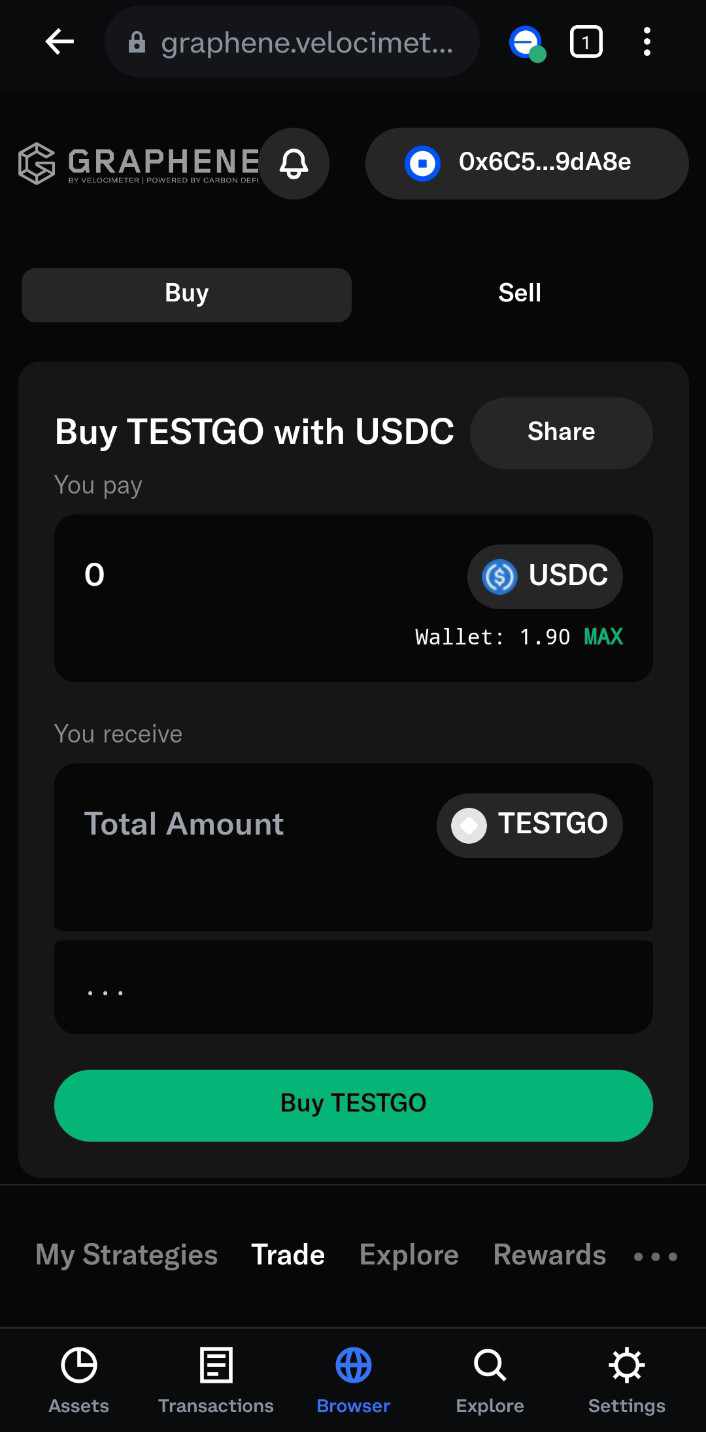 graphene.velocimet...
1
GRAPHENE
BY VELOCIMETER | POWERED BY CARBON DEFI
0x6C5...9dA8e
Buy
Sell
Buy TESTGO with USDC
Share
You pay
0
USDC
Wallet: 1.90 MAX
You receive
Total Amount
TESTGO
...
Buy TESTGO
My Strategies
Trade
Explore
Rewards
Assets
Transactions
Browser
Explore
Settings